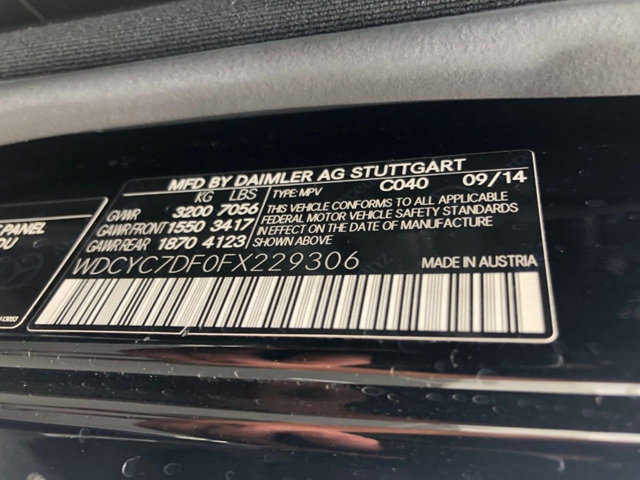 MFD BY DAIMLER AG STUTTGART
KG LBS TYPE: MPV C040 09/14
GVWR 3200 7056
GAWR FRONT 1550 3417
GAWR REAR 1870 4123
THIS VEHICLE CONFORMS TO ALL APPLICABLE
FEDERAL MOTOR VEHICLE SAFETY STANDARDS
IN EFFECT ON THE DATE OF MANUFACTURE
SHOWN ABOVE
WDCYC7DF0FX229306 MADE IN AUSTRIA
PANEL